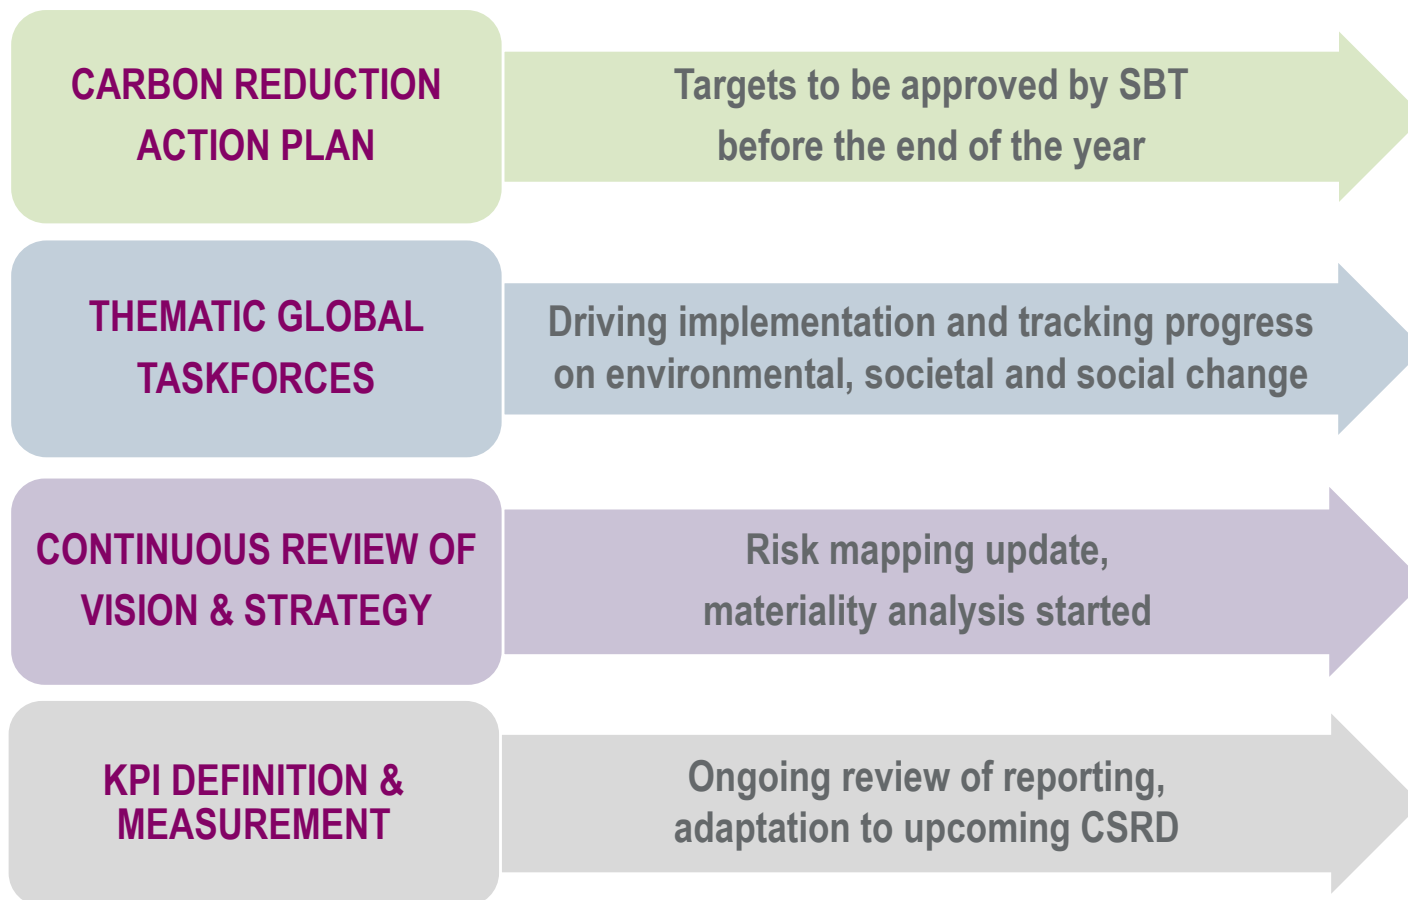 CARBON REDUCTION
ACTION PLAN
Targets to be approved by SBT
before the end of the year
THEMATIC GLOBAL
TASKFORCES
Driving implementation and tracking progress
on environmental, societal and social change
CONTINUOUS REVIEW OF
VISION & STRATEGY
Risk mapping update,
materiality analysis started
KPI DEFINITION &
MEASUREMENT
Ongoing review of reporting,
adaptation to upcoming CSRD